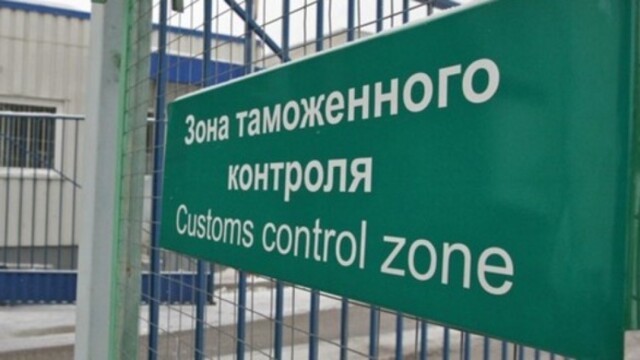 Зона таможенного
контроля
Customs control zone